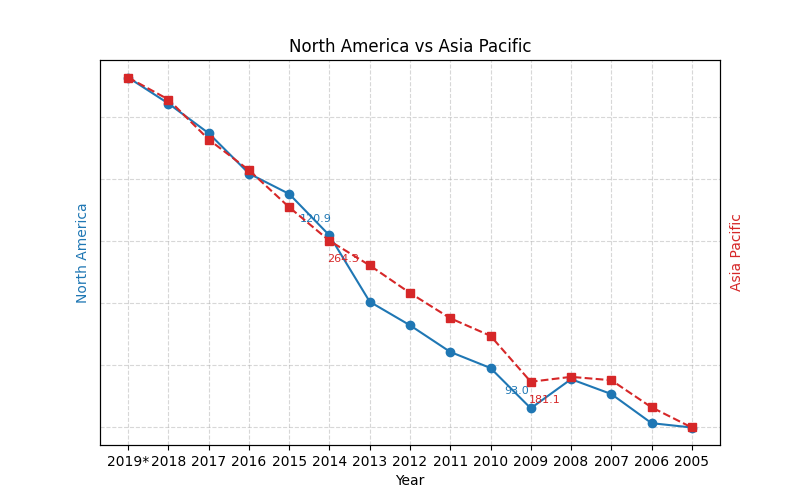 North America vs Asia Pacific
120.9
264.5
93.0
181.1
North America
Asia Pacific
2019* 2018 2017 2016 2015 2014 2013 2012 2011 2010 2009 2008 2007 2006 2005
Year